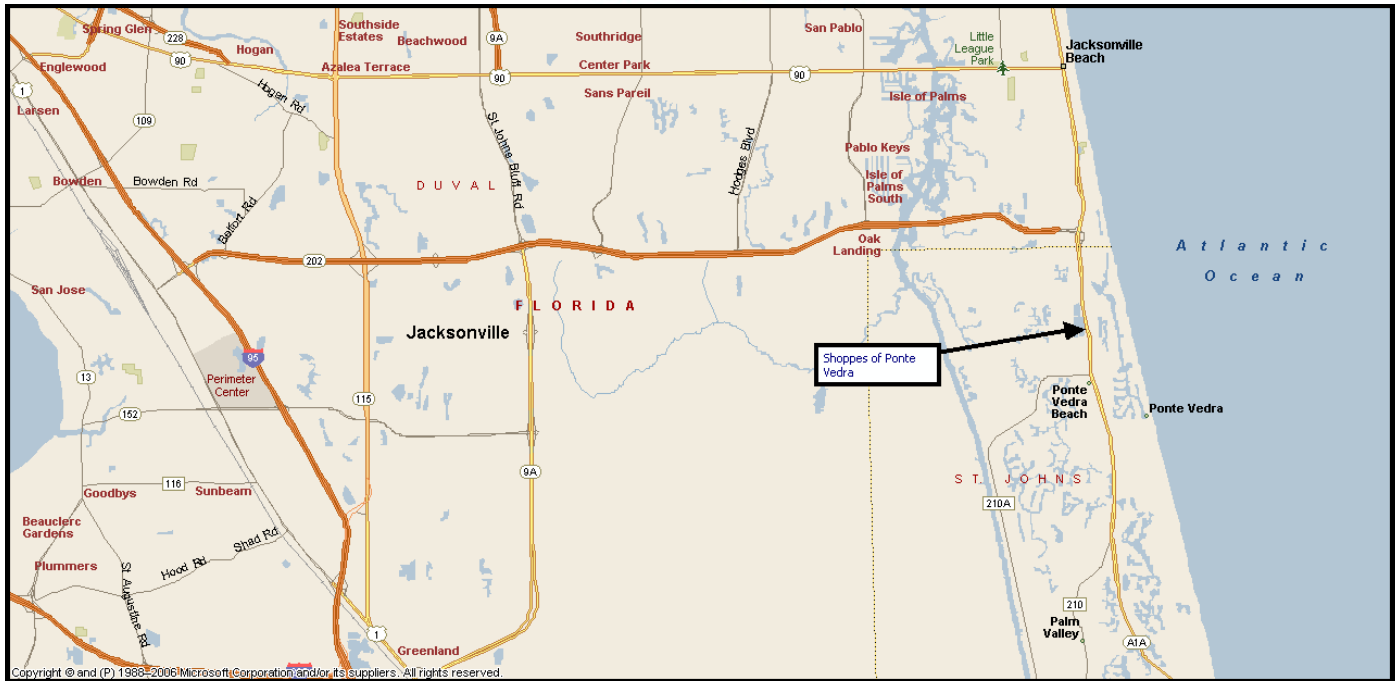 Spring Glen
228
Hogan
90
Southside
Estates
Beachwood
9A
Southridge
San Pablo
Little
League
Park
Jacksonville
Beach
Englewood
Azalea Terrace
90
Center Park
90
1
Larsen
Hogan Rd
Sans Pareil
Isle of Palms
109
St Johns Bluff Rd
Hodges Blvd
Pablo Keys
Bowden
Bowden Rd
DUVAL
Isle of
Palms
South
Belfort Rd
202
Oak
Landing
Atlantic
Ocean
San Jose
FLORIDA
Jacksonville
95
Shoppes of Ponte
Vedra
13
Perimeter
Center
115
Ponte
Vedra
Beach
Ponte Vedra
152
9A
116
Goodbys
Sunbeam
ST. JOHNS
210A
Beauclerc
Gardens
Shad Rd
Hood Rd
Plummers
St Augustine Rd
210
Palm
Valley
1
A1A
Greenland
Copyright © and (P) 1988–2006 Microsoft Corporation and/or its suppliers. All rights reserved.